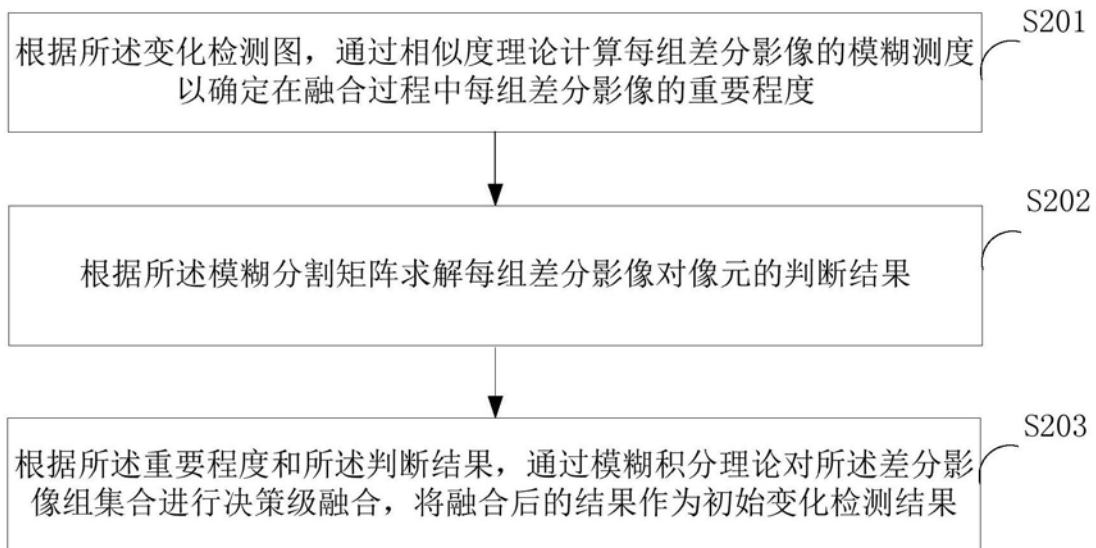 S201
根据所述变化检测图，通过相似度理论计算每组差分影像的模糊测度
以确定在融合过程中每组差分影像的重要程度
S202
根据所述模糊分割矩阵求解每组差分影像对像元的判断结果
S203
根据所述重要程度和所述判断结果，通过模糊积分理论对所述差分影
像组集合进行决策级融合，将融合后的结果作为初始变化检测结果